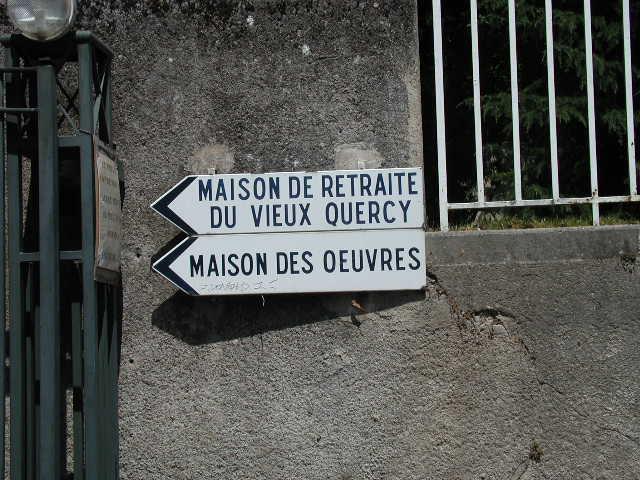 MAISON DE RETRAITE
DU VIEUX QUERCY
MAISON DES OEUVRES